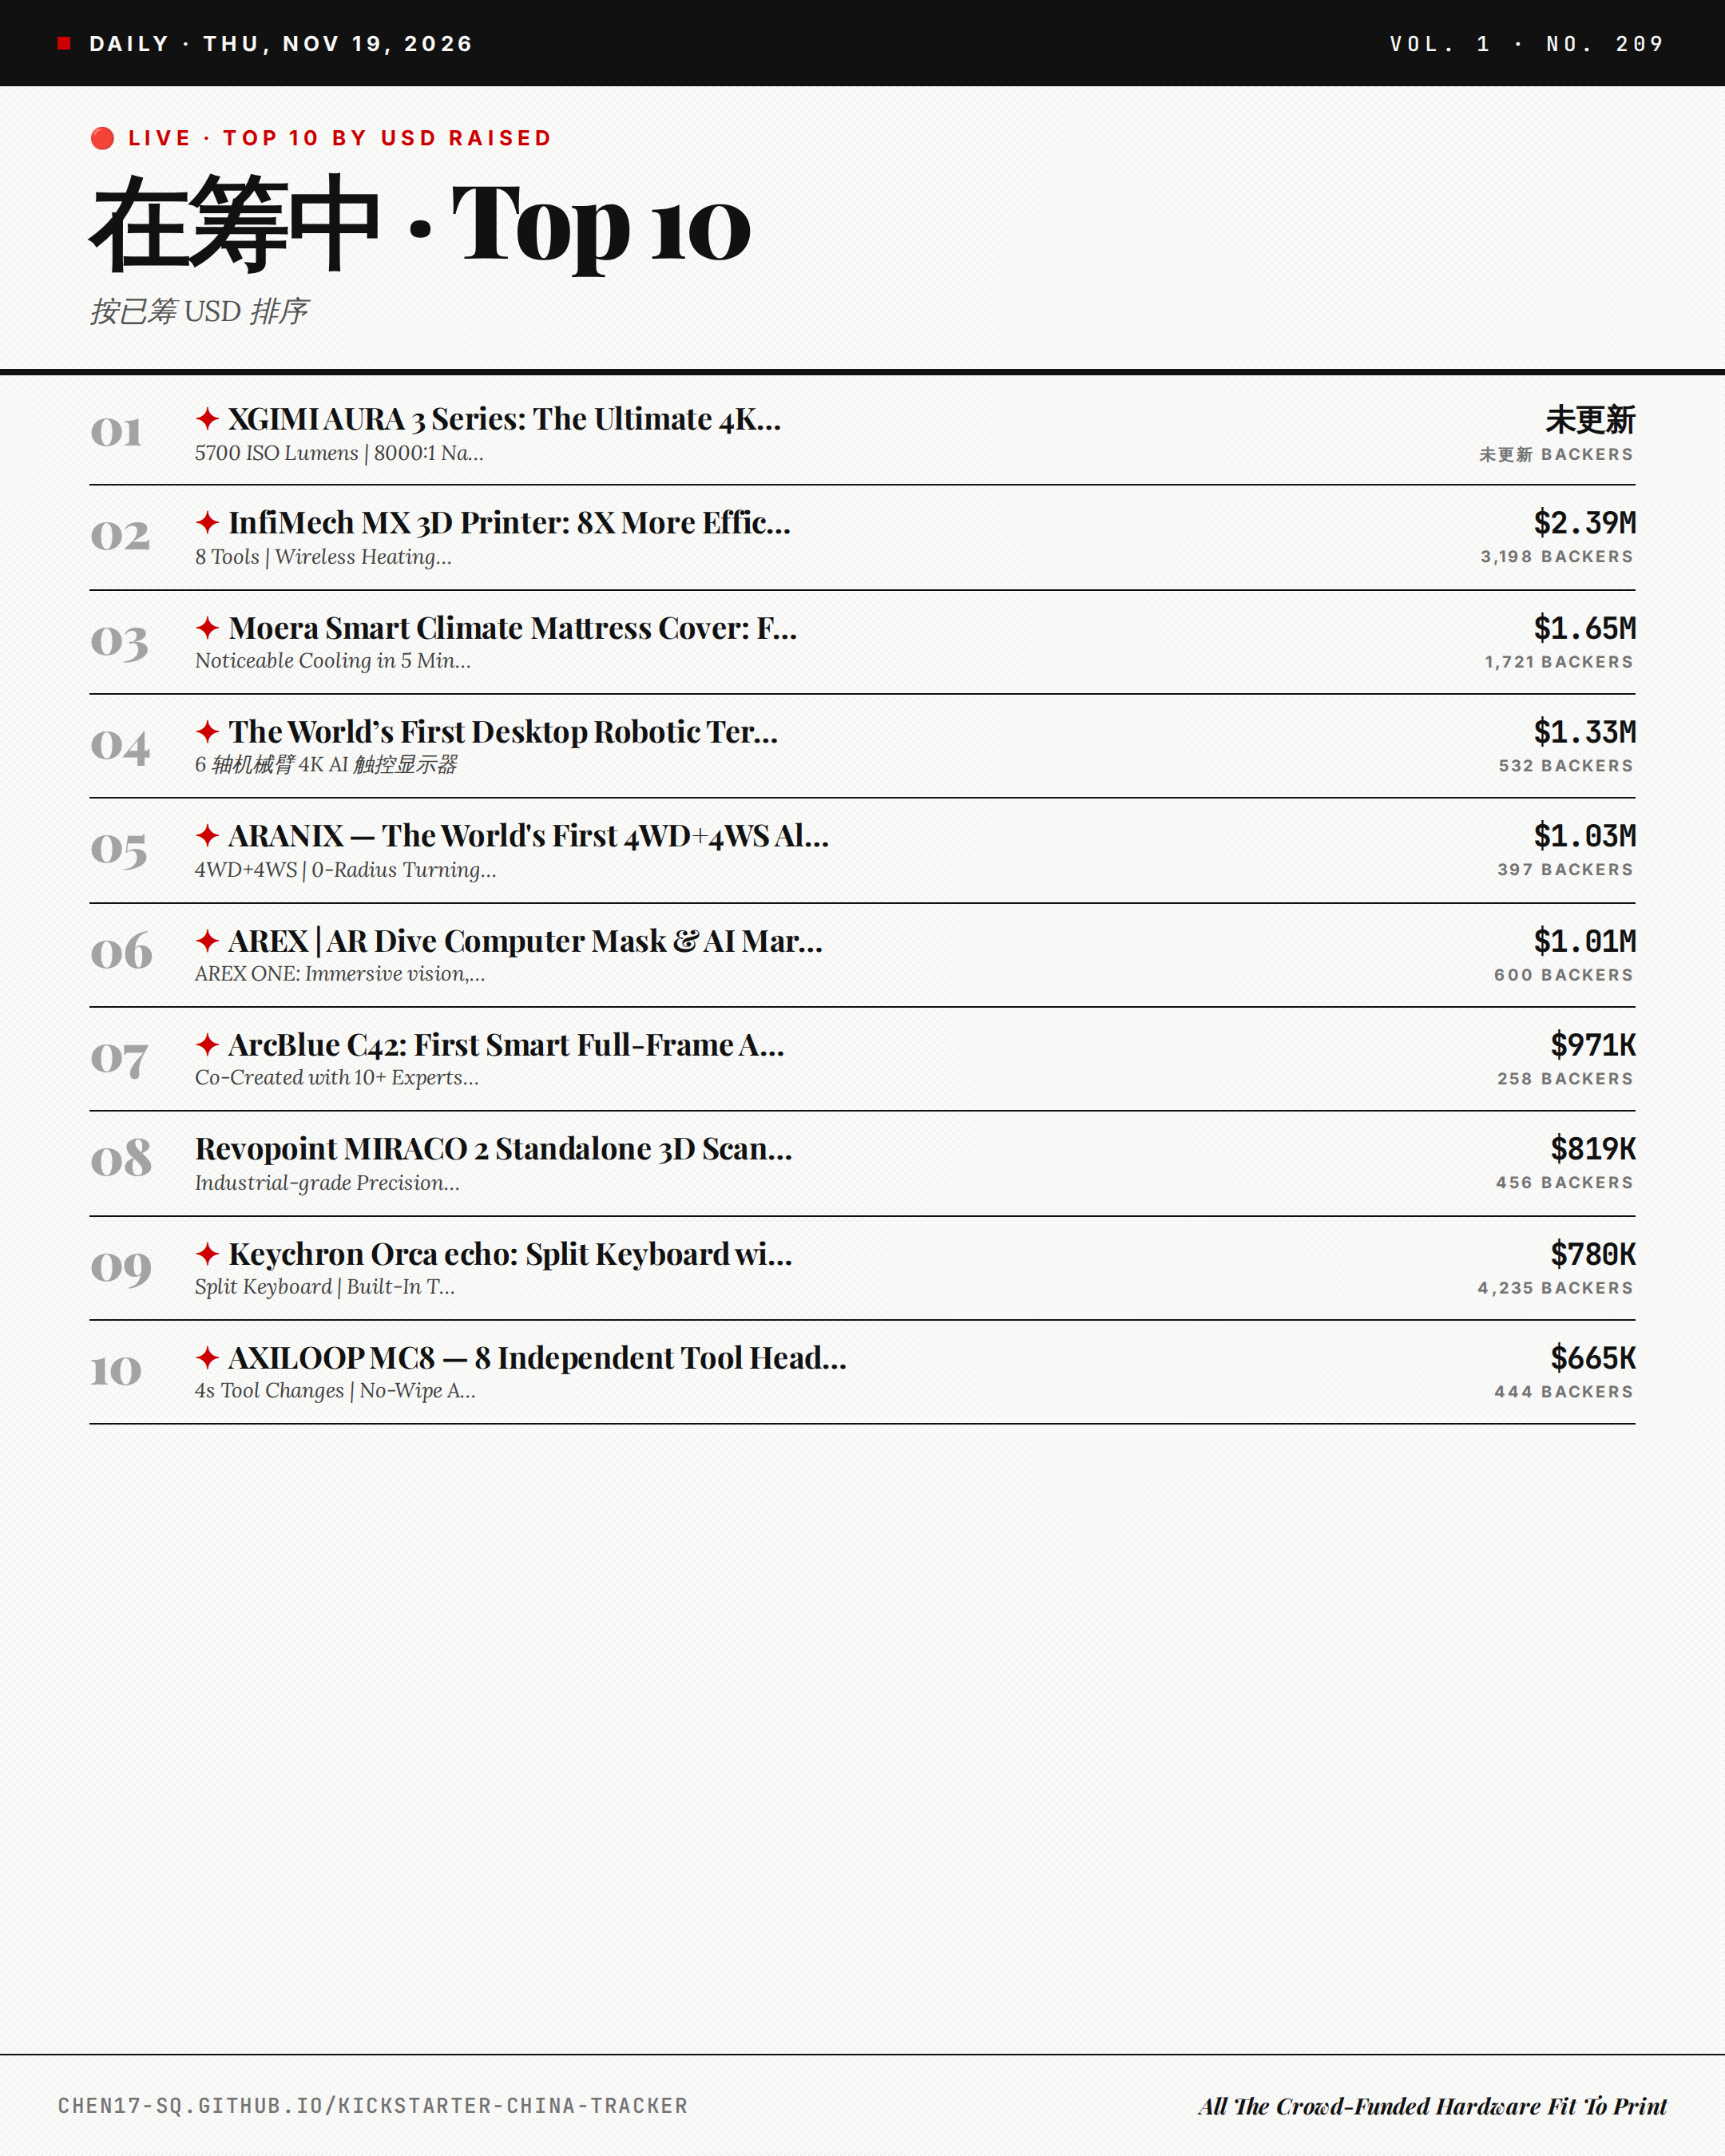 DAILY · THU, NOV 19, 2026
VOL. 1 · NO. 209
LIVE · TOP 10 BY USD RAISED
在筹中 · Top 10
按已筹 USD 排序
01
✦ XGIMI AURA 3 Series: The Ultimate 4K...
未更新
5700 ISO Lumens | 8000:1 Na...
未更新 BACKERS
02
✦ InfiMech MX 3D Printer: 8X More Effic...
$2.39M
8 Tools | Wireless Heating...
3,198 BACKERS
03
✦ Moera Smart Climate Mattress Cover: F...
$1.65M
Noticeable Cooling in 5 Min...
1,721 BACKERS
04
✦ The World’s First Desktop Robotic Ter...
$1.33M
6 轴机械臂 4K AI 触控显示器
532 BACKERS
05
✦ ARANIX — The World's First 4WD+4WS Al...
$1.03M
4WD+4WS | 0-Radius Turning...
397 BACKERS
06
✦ AREX | AR Dive Computer Mask & AI Mar...
$1.01M
AREX ONE: Immersive vision,...
600 BACKERS
07
✦ ArcBlue C42: First Smart Full-Frame A...
$971K
Co-Created with 10+ Experts...
258 BACKERS
08
Revopoint MIRACO 2 Standalone 3D Scan...
$819K
Industrial-grade Precision...
456 BACKERS
09
✦ Keychron Orca echo: Split Keyboard wi...
$780K
Split Keyboard | Built-In T...
4,235 BACKERS
10
✦ AXILOOP MC8 — 8 Independent Tool Head...
$665K
4s Tool Changes | No-Wipe A...
444 BACKERS
CHEN17-SQ.GITHUB.IO/KICKSTARTER-CHINA-TRACKER
All The Crowd-Funded Hardware Fit To Print